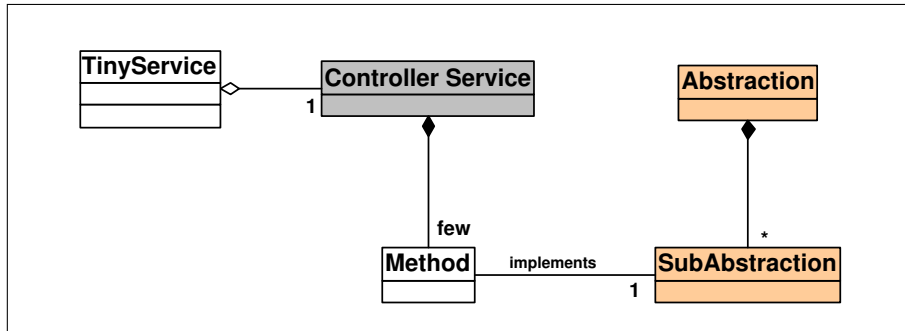 TinyService
Controller Service
Abstraction
1
few
*
Method
implements
SubAbstraction
1